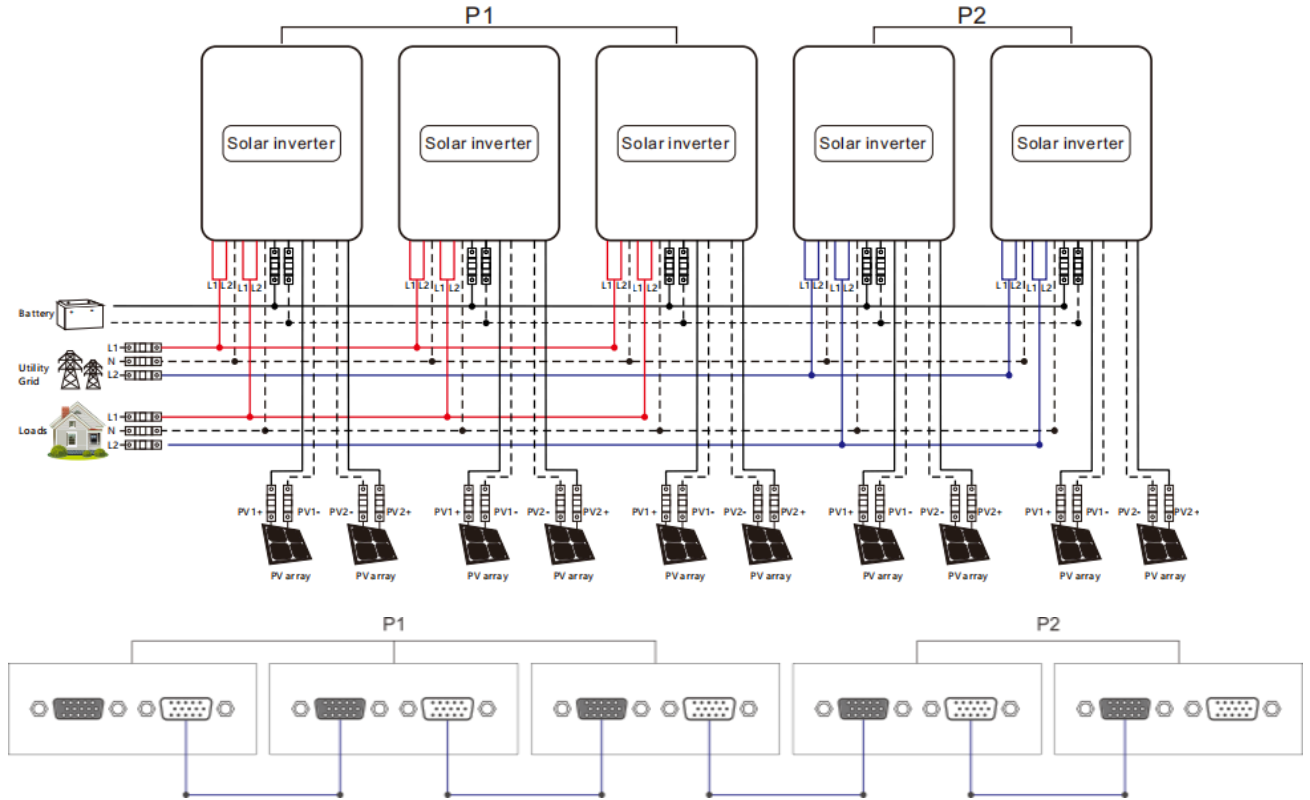 P1 P2
Solar inverter Solar inverter Solar inverter Solar inverter Solar inverter
L1 L2 L1 L2 L1 L2 L1 L2 L1 L2 L1 L2 L1 L2 L1 L2 L1 L2 L1 L2
Battery
L1
Utility Grid
N
L2
L1
Loads
N
L2
PV1+ PV1- PV2- PV2+ PV1+ PV1- PV2- PV2+ PV1+ PV1- PV2- PV2+ PV1+ PV1- PV2- PV2+ PV1+ PV1- PV2- PV2+
PV array PV array PV array PV array PV array PV array PV array PV array PV array PV array
P1 P2